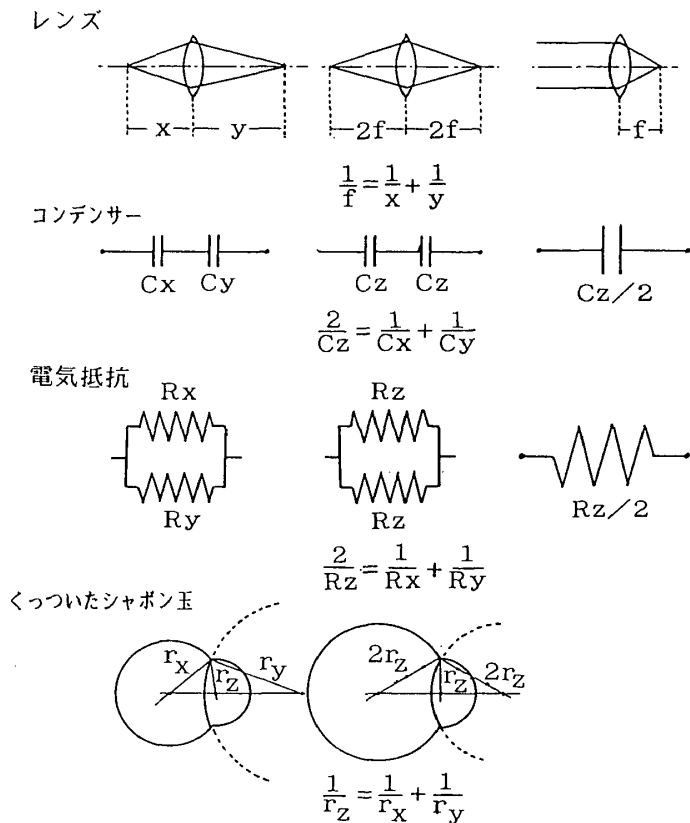 レンズ
x y 2f 2f f
1/f = 1/x + 1/y
コンデンサー
Cx Cy Cz Cz Cz/2
2/Cz = 1/Cx + 1/Cy
電気抵抗
Rx Rz
Ry Rz Rz/2
2/Rz = 1/Rx + 1/Ry
くっついたシャボン玉
rx rz ry 2rz rz 2rz
1/rz = 1/rx + 1/ry